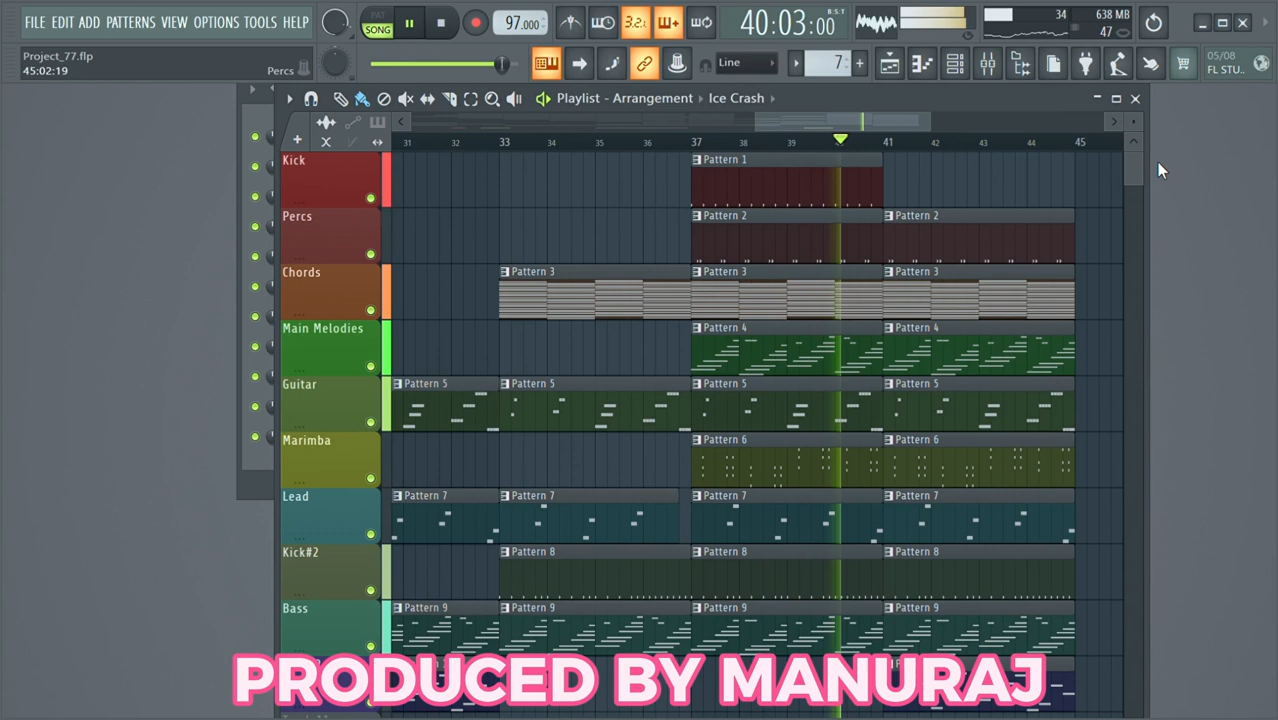 FILE EDIT ADD PATTERNS VIEW OPTIONS TOOLS HELP
PAT
SONG
97.000
3.2.
40:03:00
B:S:T
34
638 MB
47
Project_77.flp
45:02:19
Percs
Line
7
05/08
FL STU..
Playlist - Arrangement
Ice Crash
31 32 33 34 35 36 37 38 39 41 42 43 44 45
Kick
Pattern 1
Percs
Pattern 2 Pattern 2
Chords
Pattern 3 Pattern 3 Pattern 3
Main Melodies
Pattern 4 Pattern 4
Guitar
Pattern 5 Pattern 5 Pattern 5 Pattern 5
Marimba
Pattern 6 Pattern 6
Lead
Pattern 7 Pattern 7 Pattern 7 Pattern 7
Kick#2
Pattern 8 Pattern 8 Pattern 8
Bass
Pattern 9 Pattern 9 Pattern 9 Pattern 9
PRODUCED BY MANURAJ